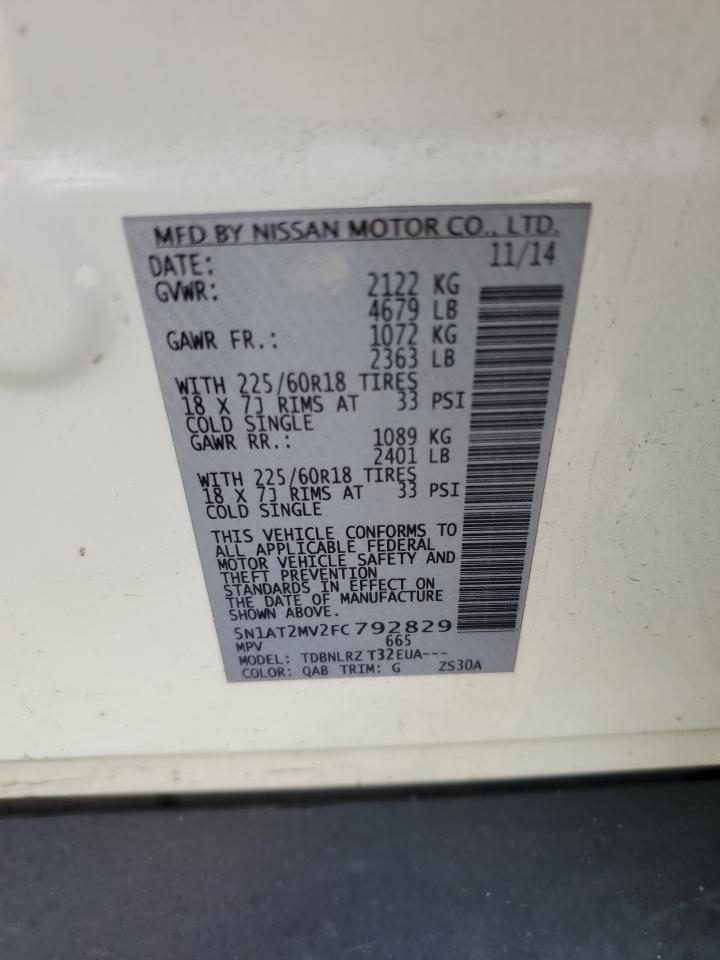 MFD BY NISSAN MOTOR CO., LTD.
DATE: 11/14
GVWR: 2122 KG
4679 LB
GAWR FR.: 1072 KG
2363 LB
WITH 225/60R18 TIRES
18 X 7J RIMS AT 33 PSI
COLD SINGLE
GAWR RR.: 1089 KG
2401 LB
WITH 225/60R18 TIRES
18 X 7J RIMS AT 33 PSI
COLD SINGLE
THIS VEHICLE CONFORMS TO
ALL APPLICABLE FEDERAL
MOTOR VEHICLE SAFETY AND
THEFT PREVENTION
STANDARDS IN EFFECT ON
THE DATE OF MANUFACTURE
SHOWN ABOVE.
5N1AT2MV2FC792829
MPV 665
MODEL: TDBNLRZ T32EUA---
COLOR: QAB TRIM: G ZS30A